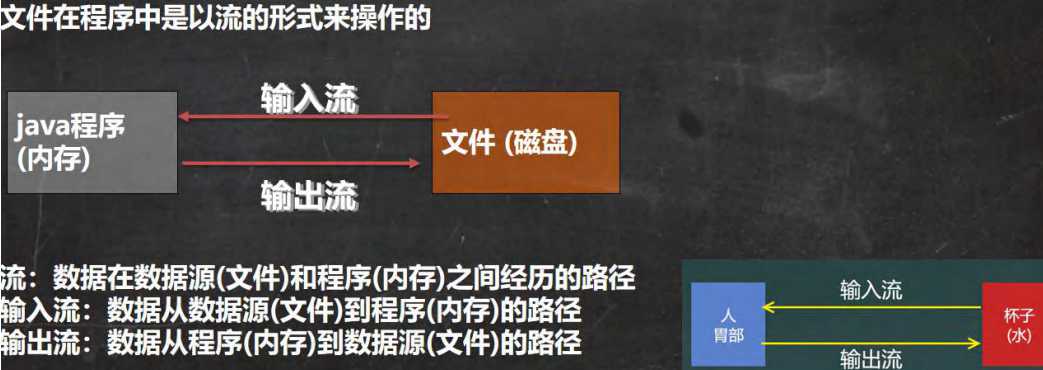 文件在程序中是以流的形式来操作的
输入流
java程序
(内存)
文件 (磁盘)
输出流
流：数据在数据源(文件)和程序(内存)之间经历的路径
输入流：数据从数据源(文件)到程序(内存)的路径
输出流：数据从程序(内存)到数据源(文件)的路径
输入流
人
胃部
杯子
(水)
输出流